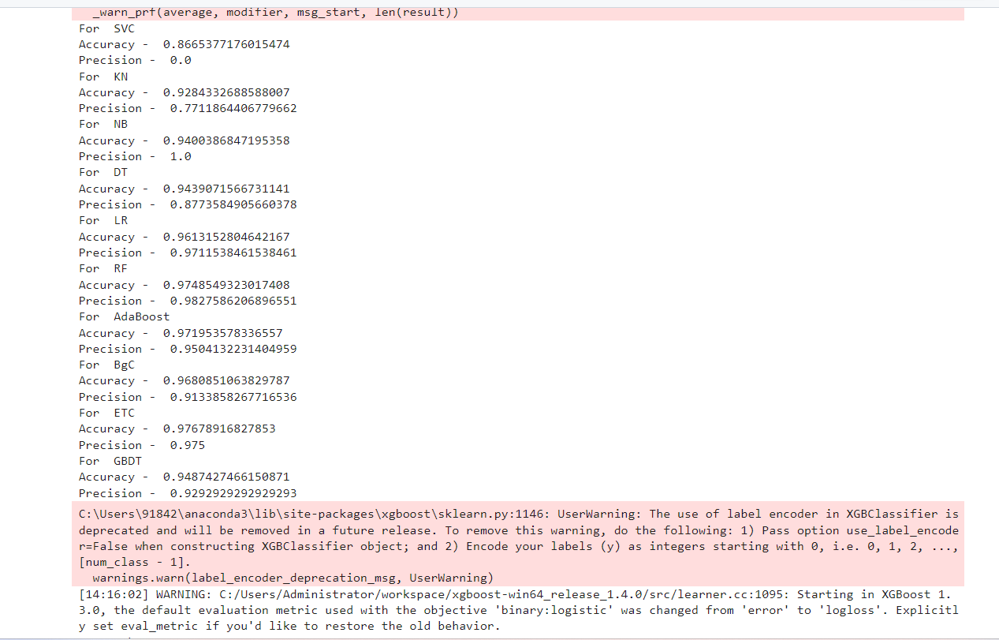 _warn_prf(average, modifier, msg_start, len(result))
For  SVC
Accuracy -  0.8665377176015474
Precision -  0.0
For  KN
Accuracy -  0.9284332688588007
Precision -  0.7711864406779662
For  NB
Accuracy -  0.9400386847195358
Precision -  1.0
For  DT
Accuracy -  0.9439071566731141
Precision -  0.8773584905660378
For  LR
Accuracy -  0.9613152804642167
Precision -  0.9711538461538461
For  RF
Accuracy -  0.9748549323017408
Precision -  0.9827586206896551
For  AdaBoost
Accuracy -  0.971953578336557
Precision -  0.9504132231404959
For  BgC
Accuracy -  0.9680851063829787
Precision -  0.9133858267716536
For  ETC
Accuracy -  0.97678916827853
Precision -  0.975
For  GBDT
Accuracy -  0.9487427466150871
Precision -  0.9292929292929293
C:\Users\91842\anaconda3\lib\site-packages\xgboost\sklearn.py:1146: UserWarning: The use of label encoder in XGBClassifier is
deprecated and will be removed in a future release. To remove this warning, do the following: 1) Pass option use_label_encode
r=False when constructing XGBClassifier object; and 2) Encode your labels (y) as integers starting with 0, i.e. 0, 1, 2, ...,
[num_class - 1].
warnings.warn(label_encoder_deprecation_msg, UserWarning)
[14:16:02] WARNING: C:/Users/Administrator/workspace/xgboost-win64_release_1.4.0/src/learner.cc:1095: Starting in XGBoost 1.
3.0, the default evaluation metric used with the objective 'binary:logistic' was changed from 'error' to 'logloss'. Explicitl
y set eval_metric if you'd like to restore the old behavior.